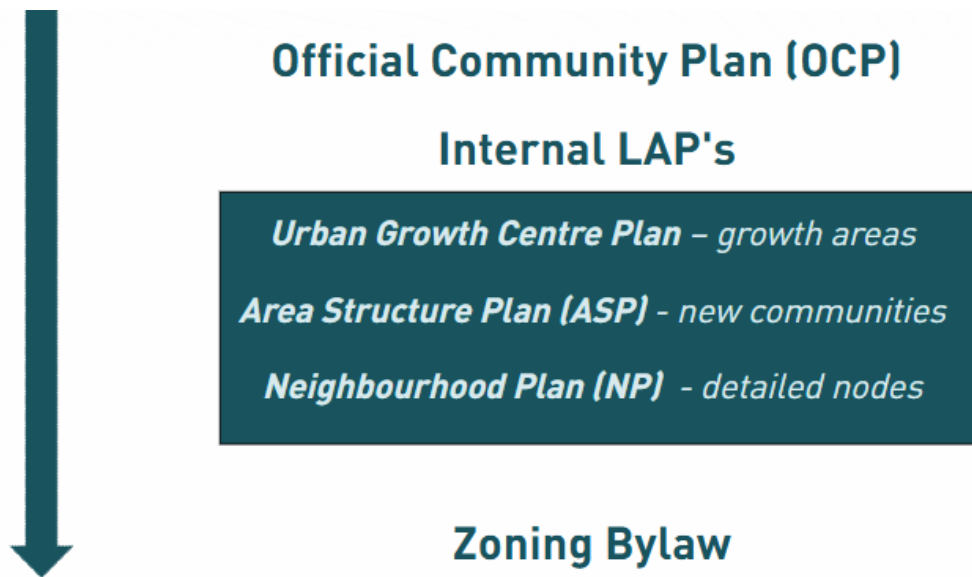 Official Community Plan (OCP)
Internal LAP's
Urban Growth Centre Plan – growth areas
Area Structure Plan (ASP) - new communities
Neighbourhood Plan (NP) - detailed nodes
Zoning Bylaw